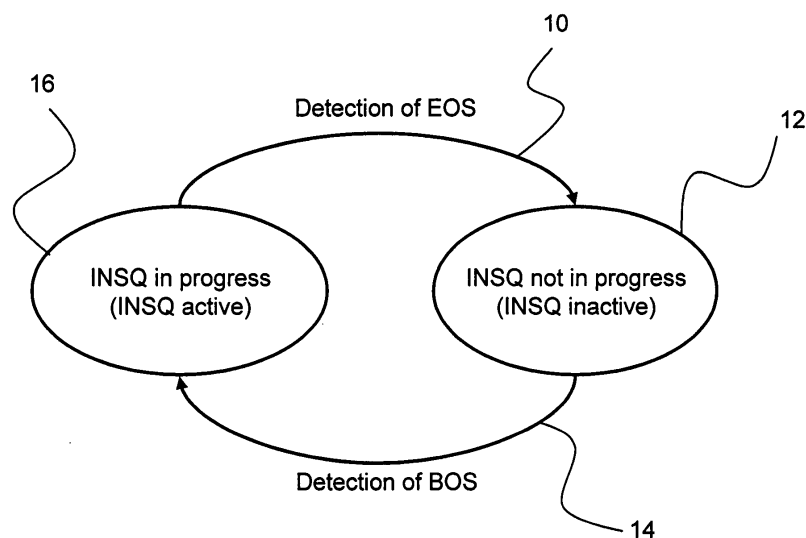 10
16
Detection of EOS
12
INSQ in progress
(INSQ active)
INSQ not in progress
(INSQ inactive)
Detection of BOS
14